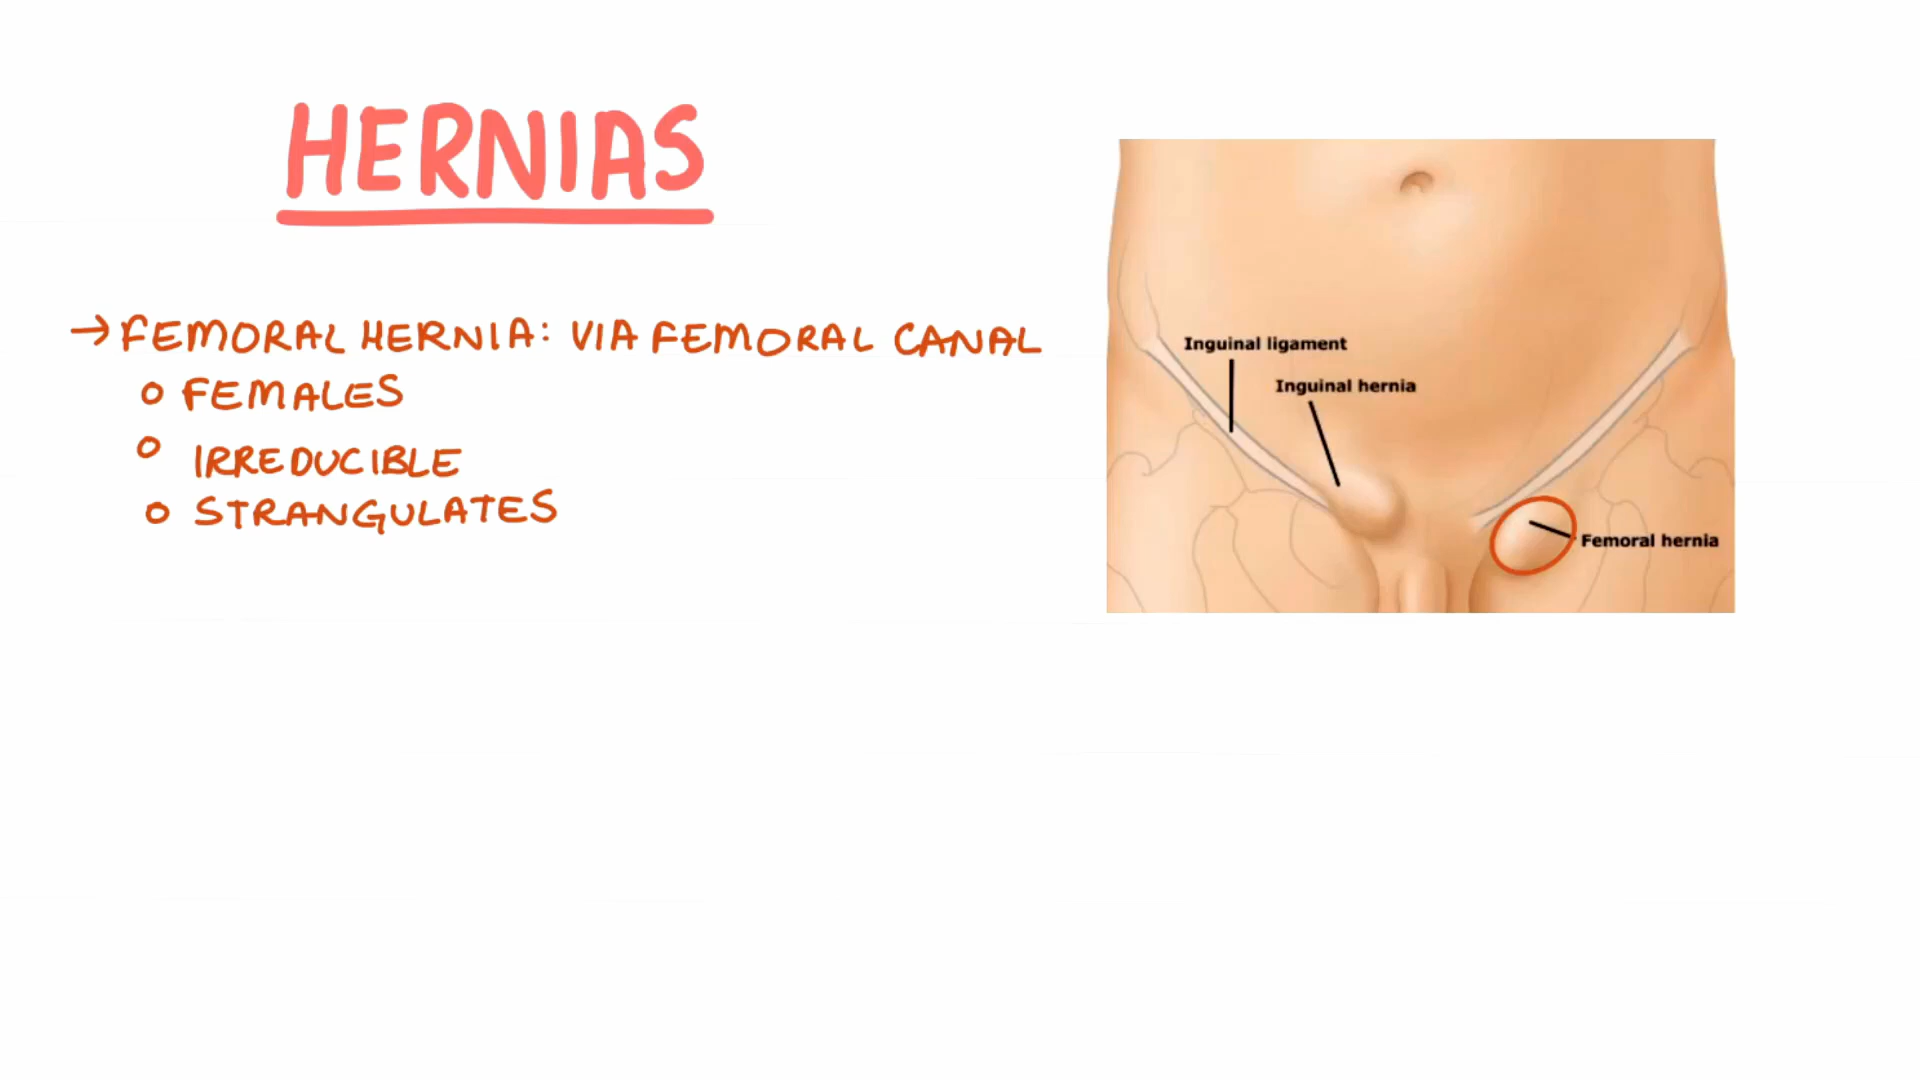 HERNIAS
→ FEMORAL HERNIA: VIA FEMORAL CANAL
o FEMALES
o IRREDUCIBLE
o STRANGULATES
Inguinal ligament
Inguinal hernia
Femoral hernia